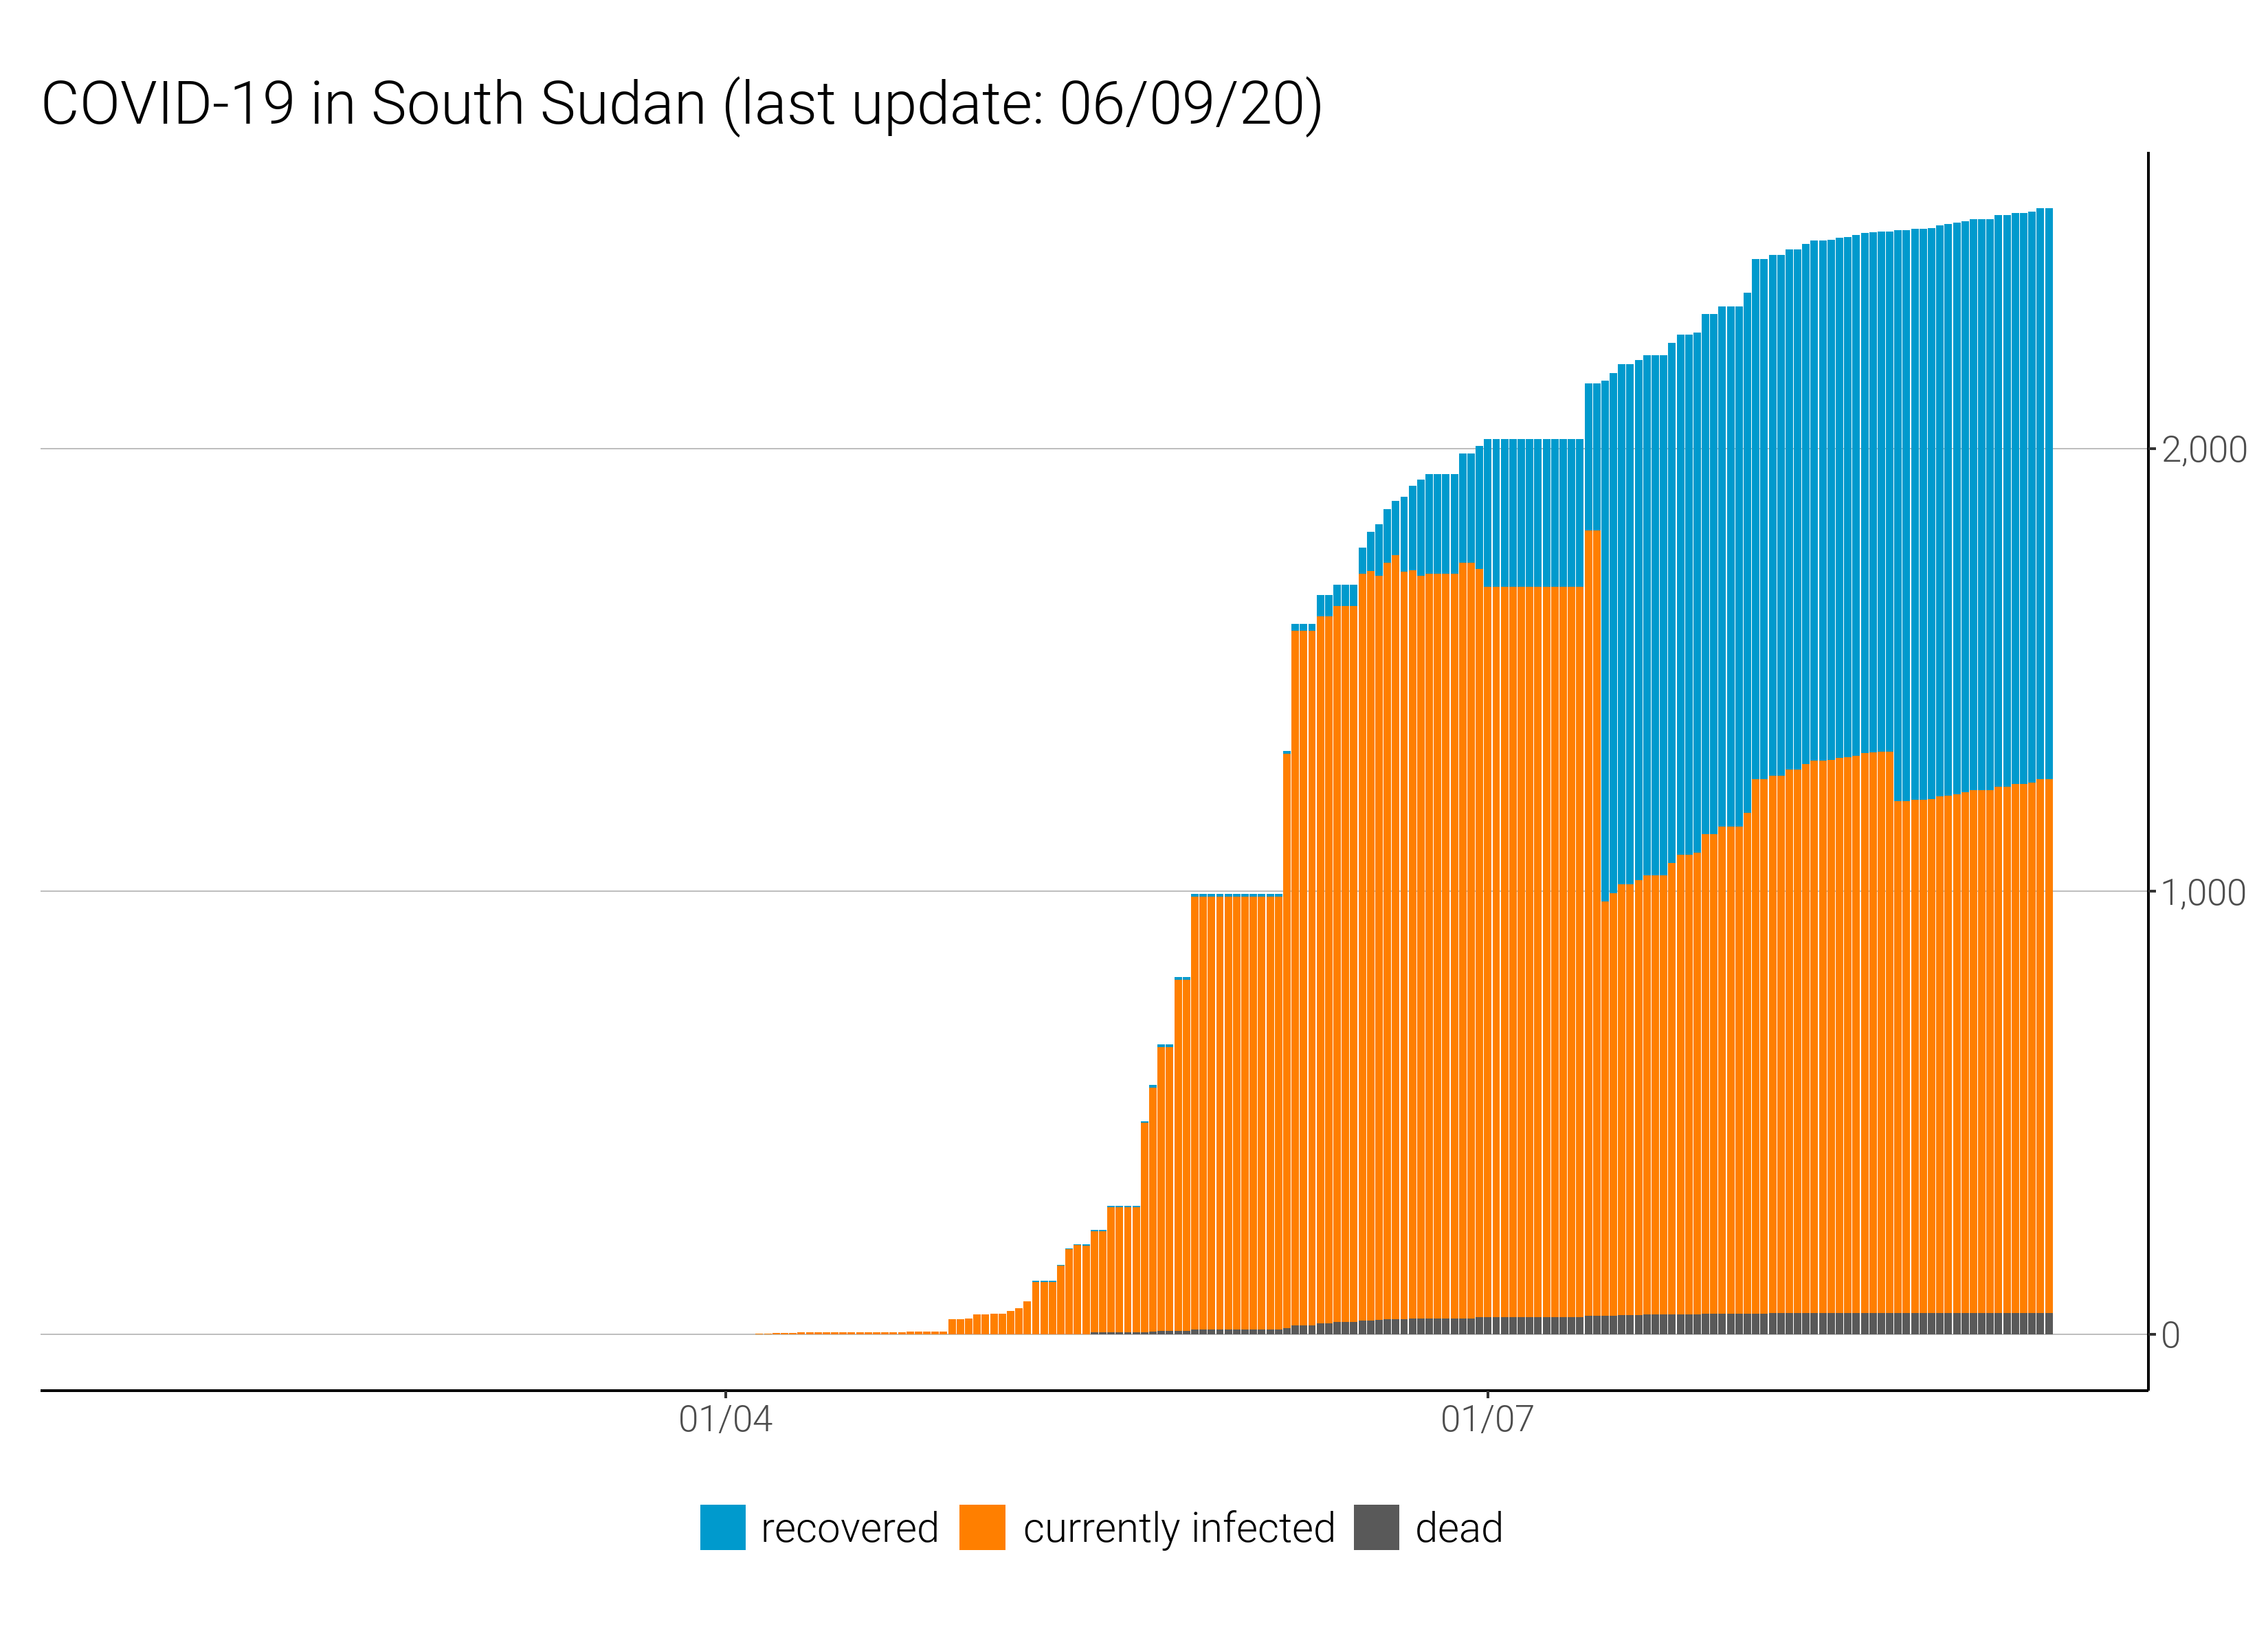 COVID-19 in South Sudan (last update: 06/09/20)
2,000
1,000
0
01/04 01/07
recovered currently infected dead